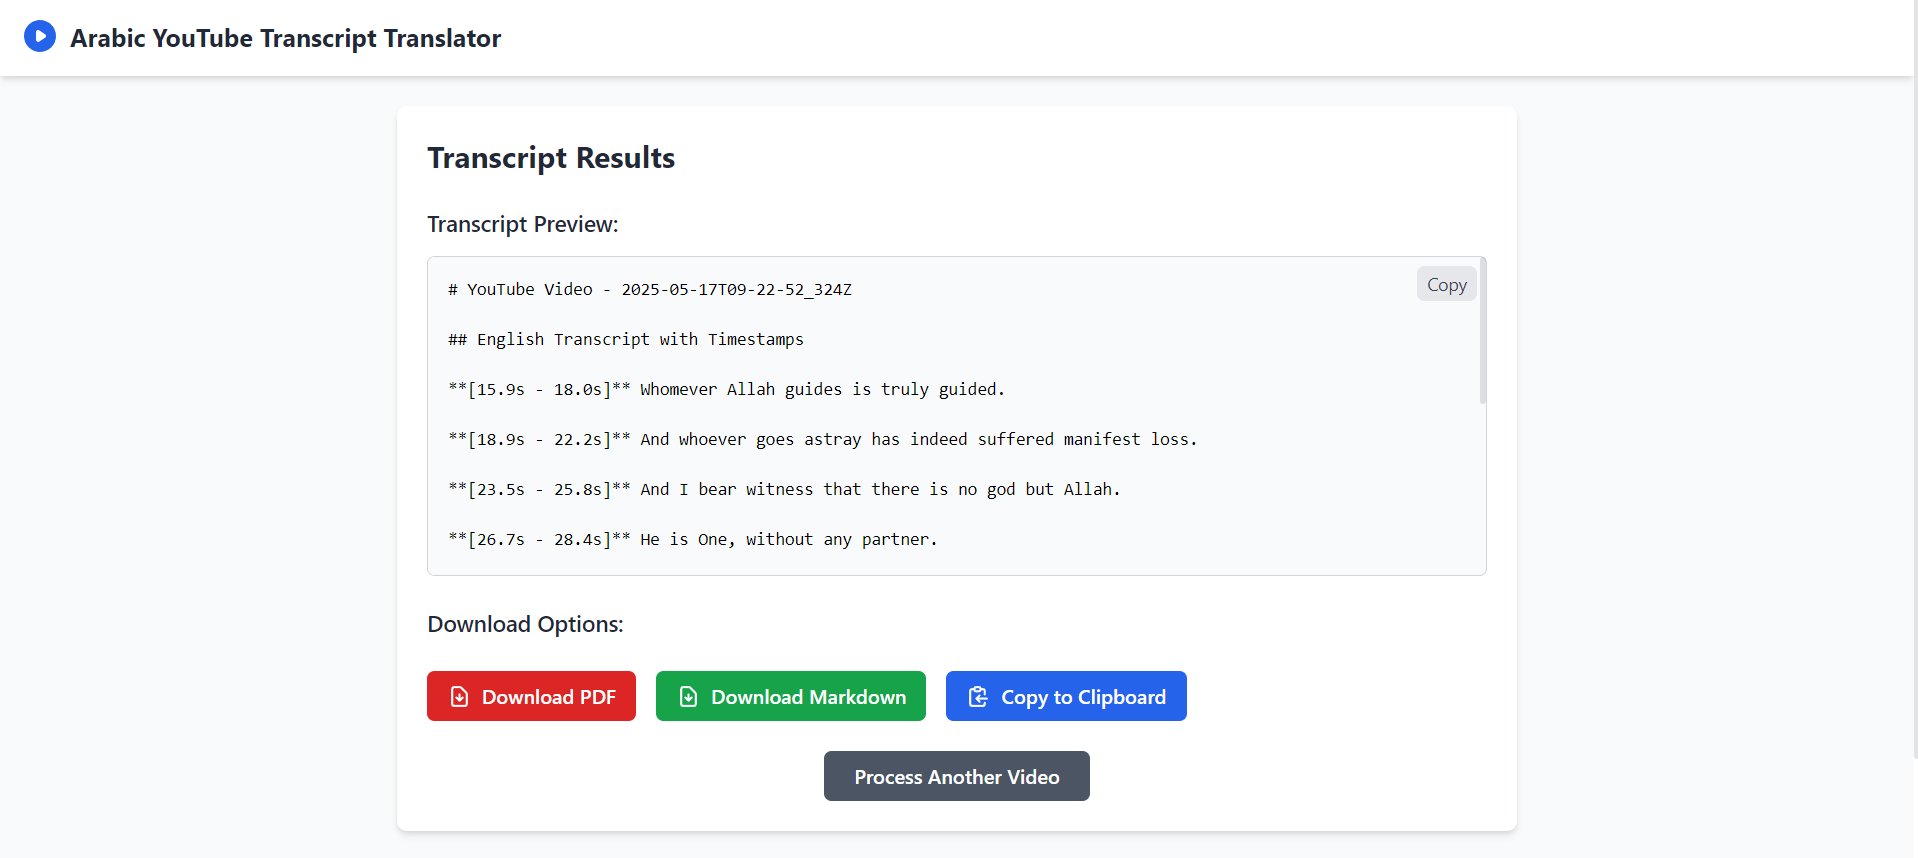 Arabic YouTube Transcript Translator
Transcript Results
Transcript Preview:
Copy
# YouTube Video - 2025-05-17T09-22-52_324Z
## English Transcript with Timestamps
**[15.9s - 18.0s]** Whomever Allah guides is truly guided.
**[18.9s - 22.2s]** And whoever goes astray has indeed suffered manifest loss.
**[23.5s - 25.8s]** And I bear witness that there is no god but Allah.
**[26.7s - 28.4s]** He is One, without any partner.
Download Options:
Download PDF
Download Markdown
Copy to Clipboard
Process Another Video